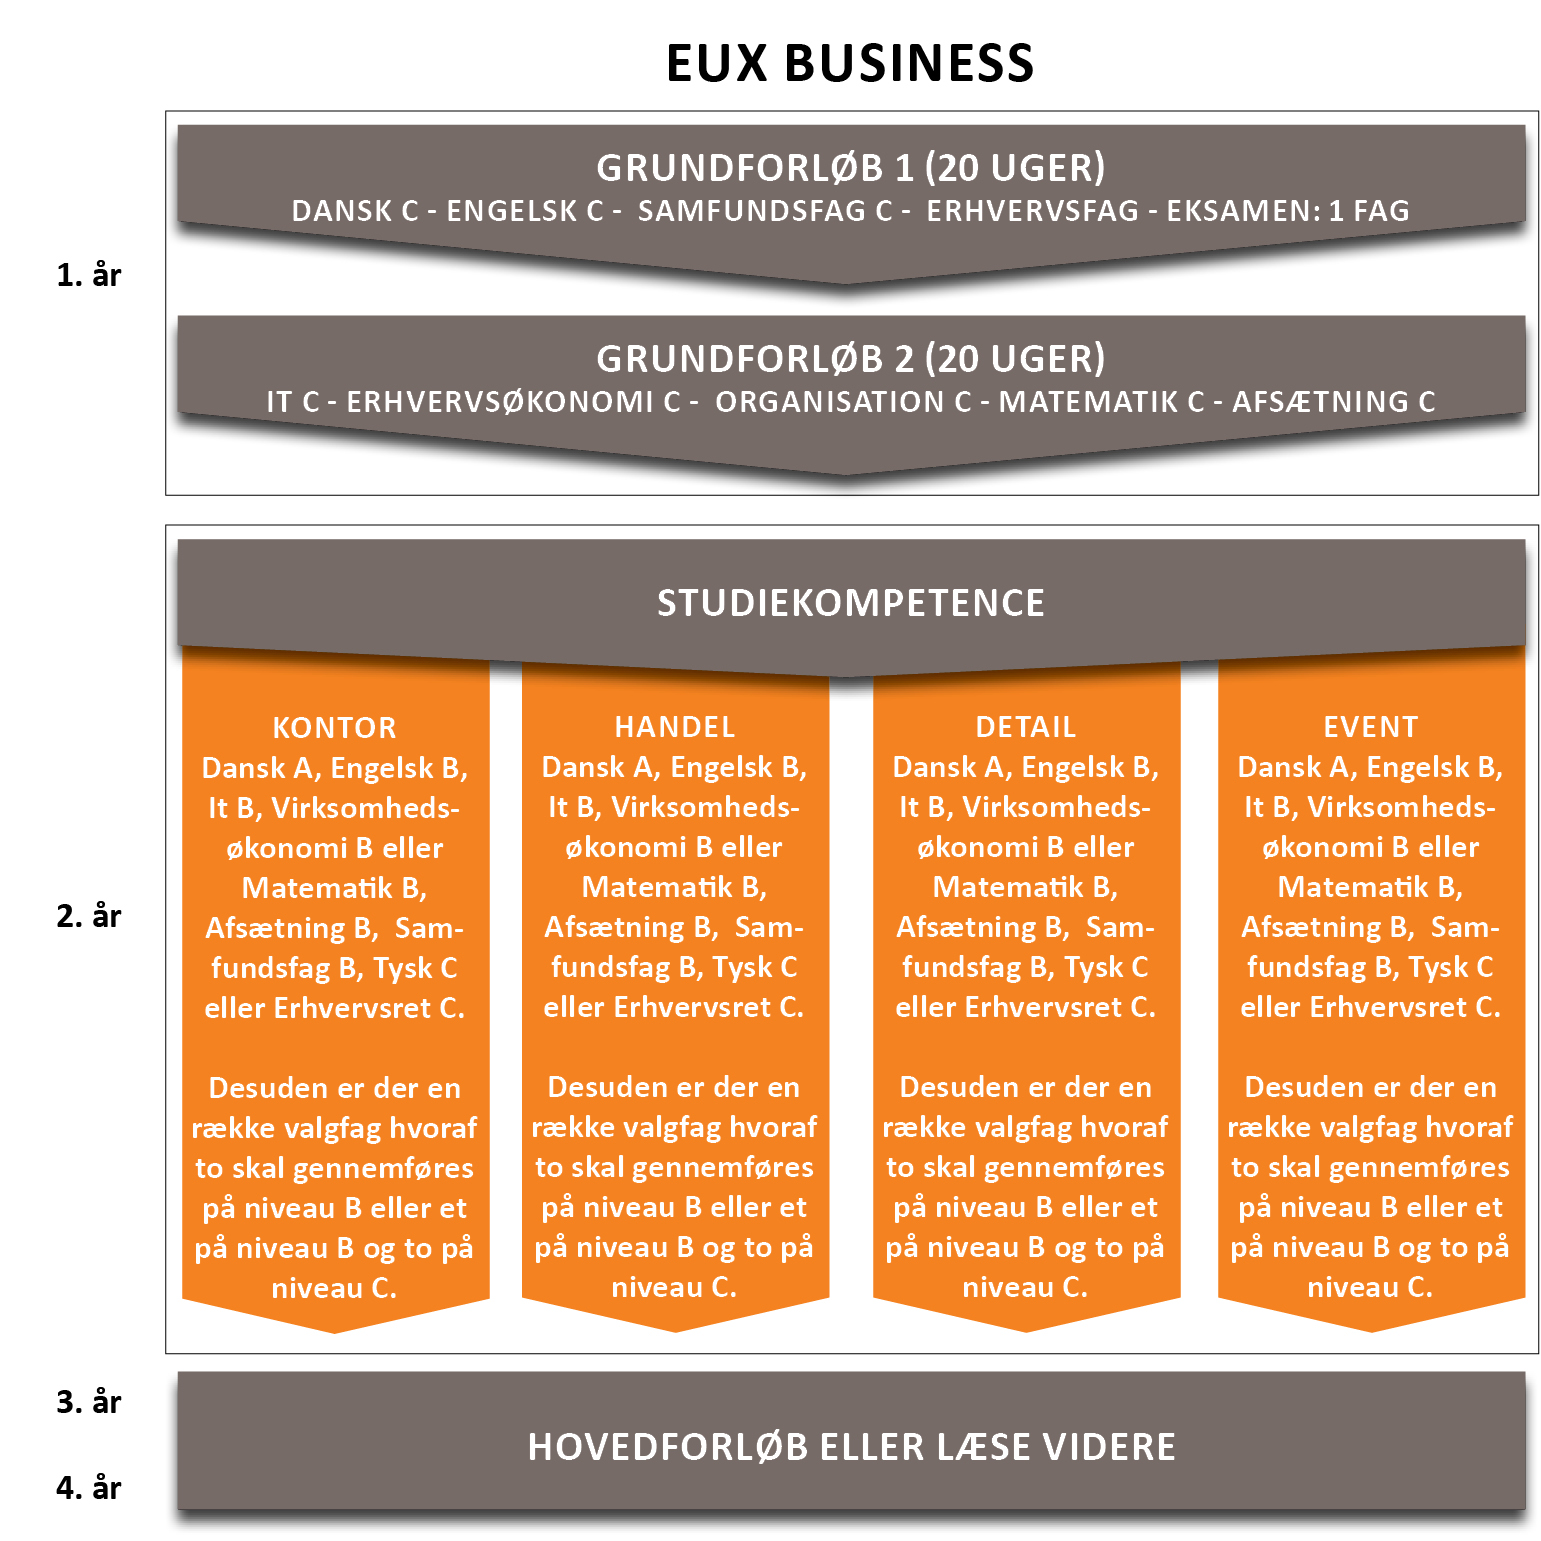 EUX BUSINESS
1. år
GRUNDFORLØB 1 (20 UGER)
DANSK C - ENGELSK C -  SAMFUNDSFAG C -  ERHVERVSFAG - EKSAMEN: 1 FAG
GRUNDFORLØB 2 (20 UGER)
IT C - ERHVERVSØKONOMI C -  ORGANISATION C - MATEMATIK C - AFSÆTNING C
2. år
STUDIEKOMPETENCE
KONTOR
Dansk A, Engelsk B,
It B, Virksomheds-
økonomi B eller
Matematik B,
Afsætning B,  Sam-
fundsfag B, Tysk C
eller Erhvervsret C.
Desuden er der en
række valgfag hvoraf
to skal gennemføres
på niveau B eller et
på niveau B og to på
niveau C.
HANDEL
Dansk A, Engelsk B,
It B, Virksomheds-
økonomi B eller
Matematik B,
Afsætning B,  Sam-
fundsfag B, Tysk C
eller Erhvervsret C.
Desuden er der en
række valgfag hvoraf
to skal gennemføres
på niveau B eller et
på niveau B og to på
niveau C.
DETAIL
Dansk A, Engelsk B,
It B, Virksomheds-
økonomi B eller
Matematik B,
Afsætning B,  Sam-
fundsfag B, Tysk C
eller Erhvervsret C.
Desuden er der en
række valgfag hvoraf
to skal gennemføres
på niveau B eller et
på niveau B og to på
niveau C.
EVENT
Dansk A, Engelsk B,
It B, Virksomheds-
økonomi B eller
Matematik B,
Afsætning B,  Sam-
fundsfag B, Tysk C
eller Erhvervsret C.
Desuden er der en
række valgfag hvoraf
to skal gennemføres
på niveau B eller et
på niveau B og to på
niveau C.
3. år
HOVEDFORLØB ELLER LÆSE VIDERE
4. år